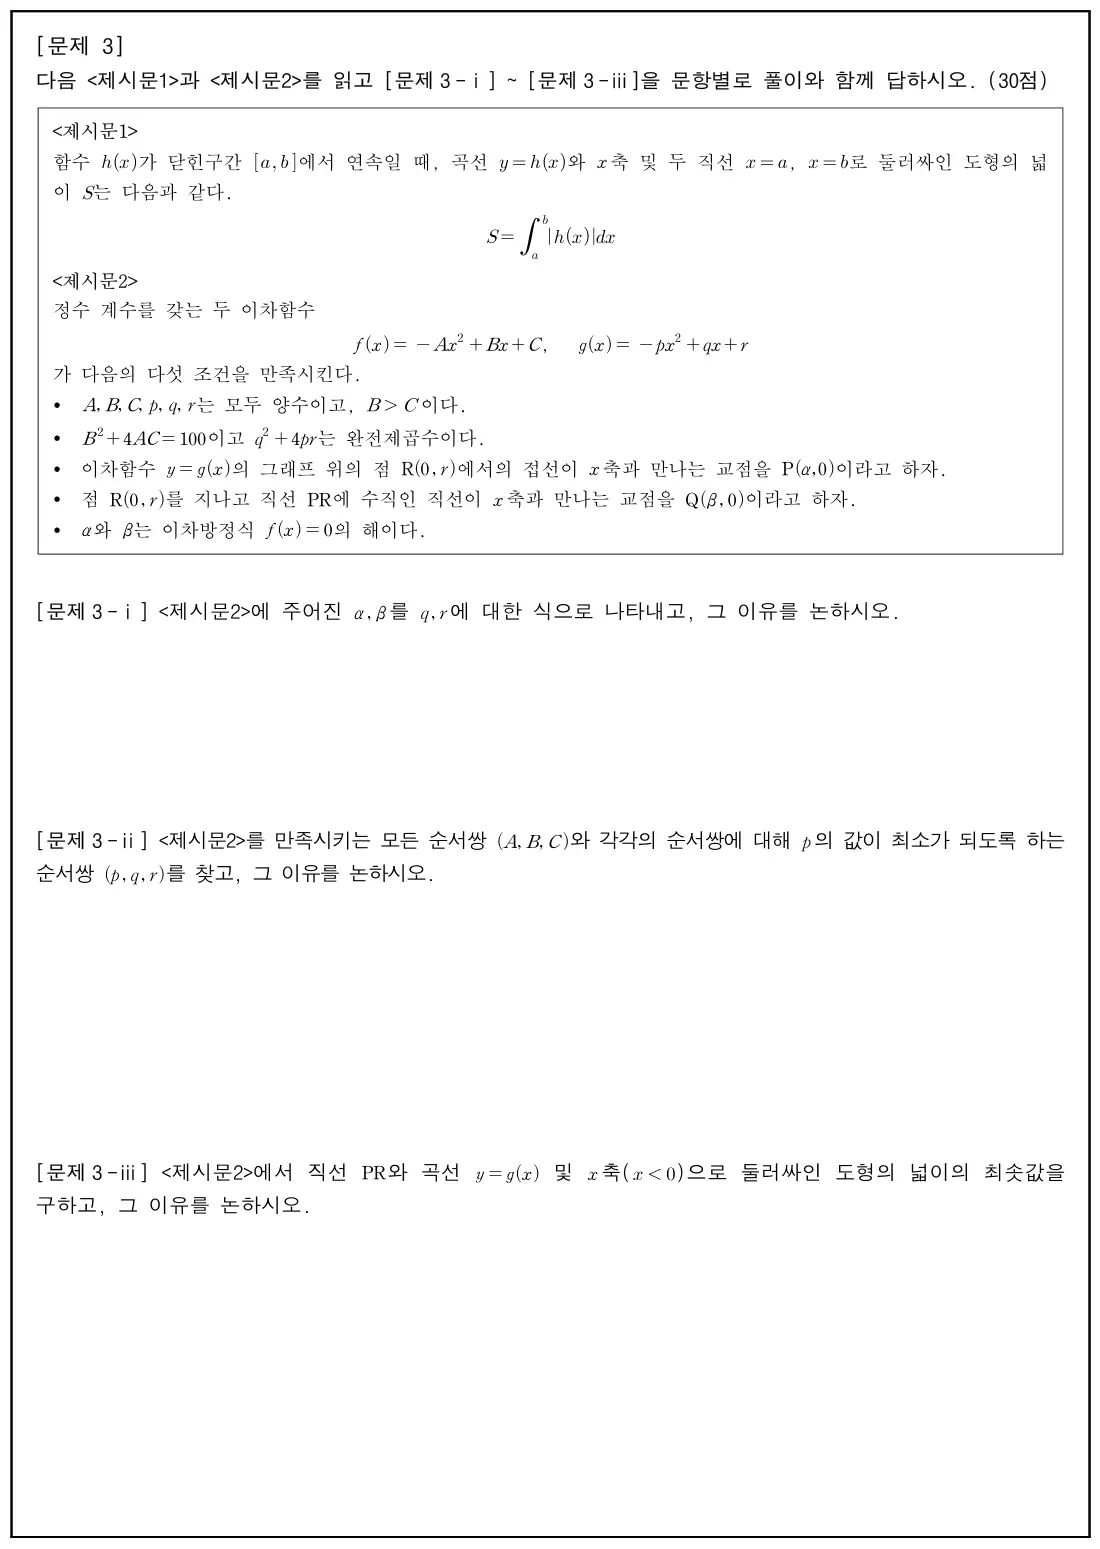 [문제 3]
다음 <제시문1>과 <제시문2>를 읽고 [문제 3-ⅰ] ~ [문제 3-ⅲ]을 문항별로 풀이와 함께 답하시오. (30점)
<제시문1>
함수 h(x)가 닫힌구간 [a, b]에서 연속일 때, 곡선 y=h(x)와 x축 및 두 직선 x=a, x=b로 둘러싸인 도형의 넓
이 S는 다음과 같다.
S=∫_a^b |h(x)|dx
<제시문2>
정수 계수를 갖는 두 이차함수
f(x)=-Ax²+Bx+C, g(x)=-px²+qx+r
가 다음의 다섯 조건을 만족시킨다.
• A, B, C, p, q, r는 모두 양수이고, B>C이다.
• B²+4AC=100이고 q²+4pr는 완전제곱수이다.
• 이차함수 y=g(x)의 그래프 위의 점 R(0, r)에서의 접선이 x축과 만나는 교점을 P(α,0)이라고 하자.
• 점 R(0, r)를 지나고 직선 PR에 수직인 직선이 x축과 만나는 교점을 Q(β, 0)이라고 하자.
• α와 β는 이차방정식 f(x)=0의 해이다.
[문제 3-ⅰ] <제시문2>에 주어진 α, β를 q, r에 대한 식으로 나타내고, 그 이유를 논하시오.
[문제 3-ⅱ] <제시문2>를 만족시키는 모든 순서쌍 (A, B, C)와 각각의 순서쌍에 대해 p의 값이 최소가 되도록 하는
순서쌍 (p, q, r)를 찾고, 그 이유를 논하시오.
[문제 3-ⅲ] <제시문2>에서 직선 PR와 곡선 y=g(x) 및 x축(x<0)으로 둘러싸인 도형의 넓이의 최솟값을
구하고, 그 이유를 논하시오.